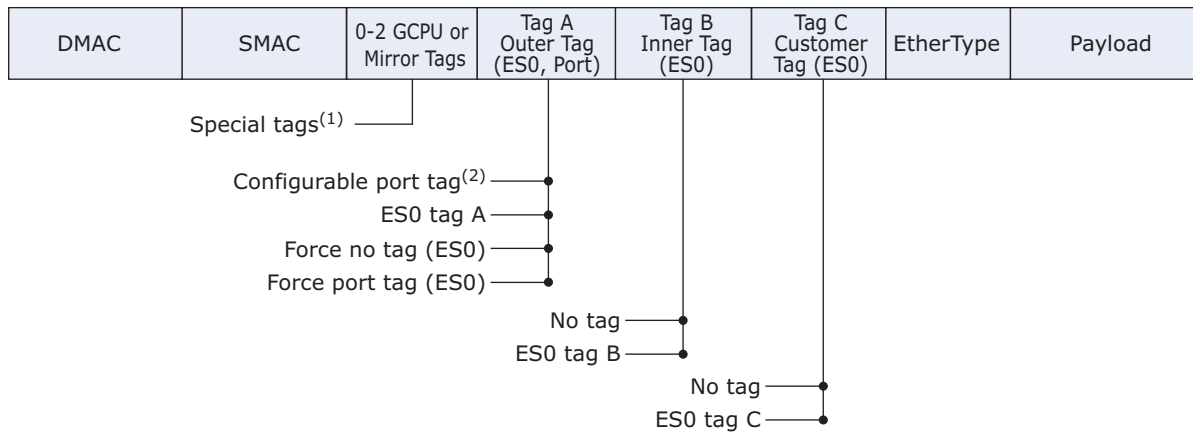 DMAC
SMAC
0-2 GCPU or
Mirror Tags
Tag A
Outer Tag
(ES0, Port)
Tag B
Inner Tag
(ES0)
Tag C
Customer
Tag (ES0)
EtherType
Payload
Special tags(1)
Configurable port tag(2)
ES0 tag A
Force no tag (ES0)
Force port tag (ES0)
No tag
ES0 tag B
No tag
ES0 tag C